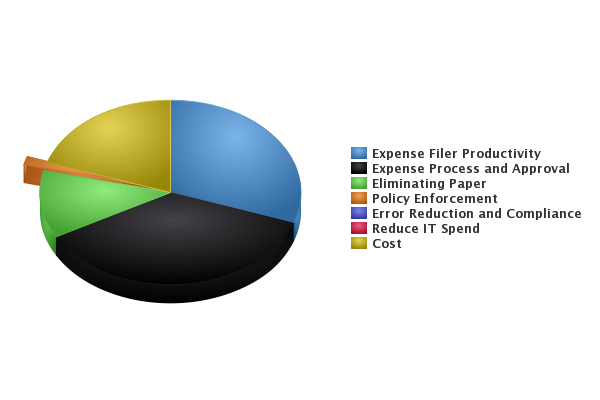 Expense Filer Productivity
Expense Process and Approval
Eliminating Paper
Policy Enforcement
Error Reduction and Compliance
Reduce IT Spend
Cost